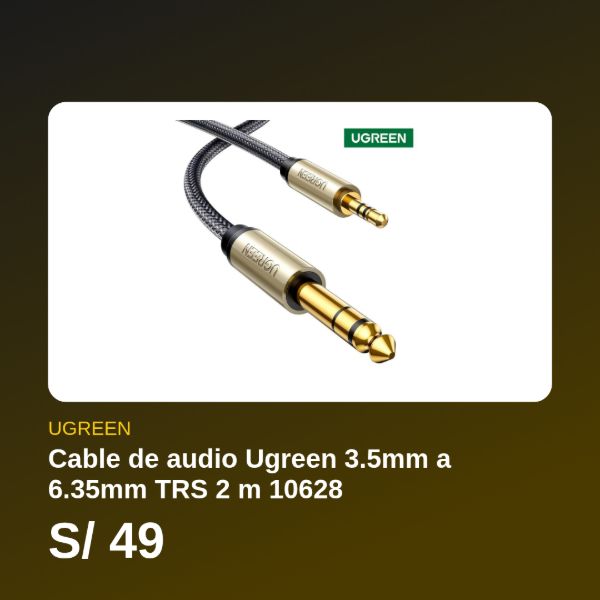 UGREEN
UGREEN
UGREEN
UGREEN
Cable de audio Ugreen 3.5mm a
6.35mm TRS 2 m 10628
S/ 49